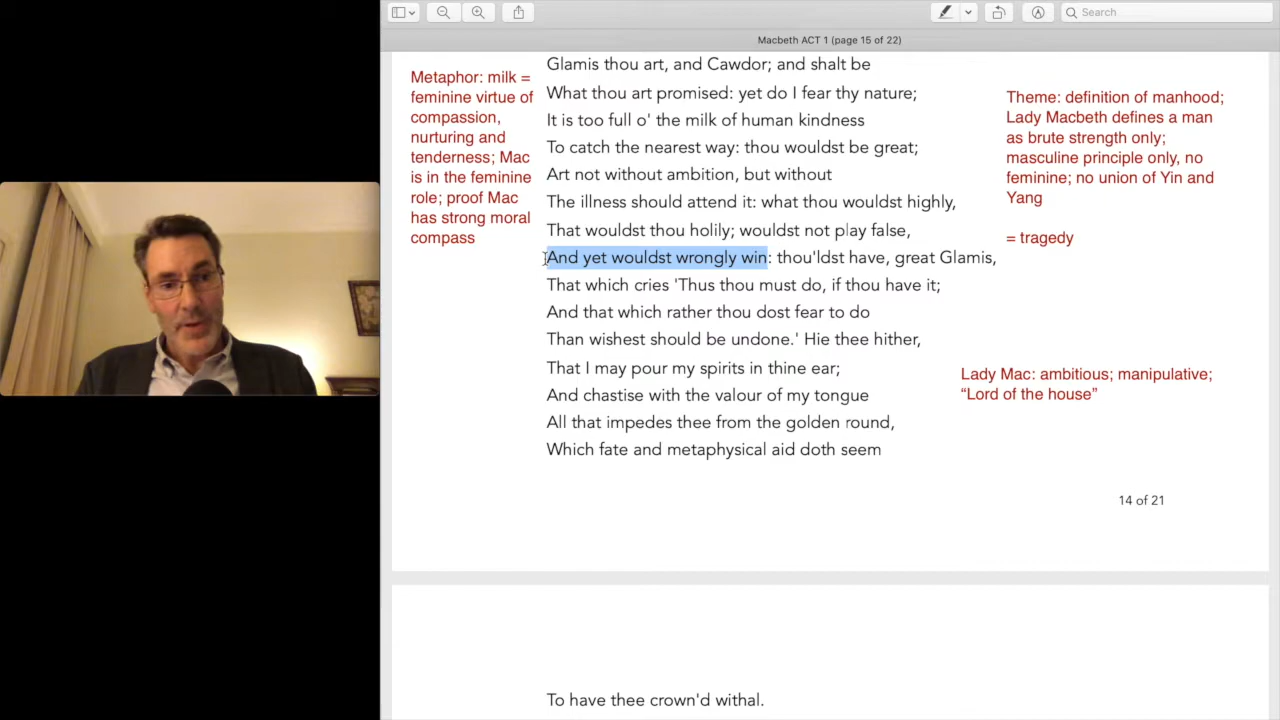 Search
Macbeth ACT 1 (page 15 of 22)
Metaphor: milk =
feminine virtue of
compassion,
nurturing and
tenderness; Mac
is in the feminine
role; proof Mac
has strong moral
compass
Glamis thou art, and Cawdor; and shalt be
What thou art promised: yet do I fear thy nature;
It is too full o' the milk of human kindness
To catch the nearest way: thou wouldst be great;
Art not without ambition, but without
The illness should attend it: what thou wouldst highly,
That wouldst thou holily; wouldst not play false,
And yet wouldst wrongly win: thou'ldst have, great Glamis,
That which cries 'Thus thou must do, if thou have it;
And that which rather thou dost fear to do
Than wishest should be undone.' Hie thee hither,
That I may pour my spirits in thine ear;
And chastise with the valour of my tongue
All that impedes thee from the golden round,
Which fate and metaphysical aid doth seem
Theme: definition of manhood;
Lady Macbeth defines a man
as brute strength only;
masculine principle only, no
feminine; no union of Yin and
Yang
= tragedy
Lady Mac: ambitious; manipulative;
“Lord of the house”
14 of 21
To have thee crown'd withal.